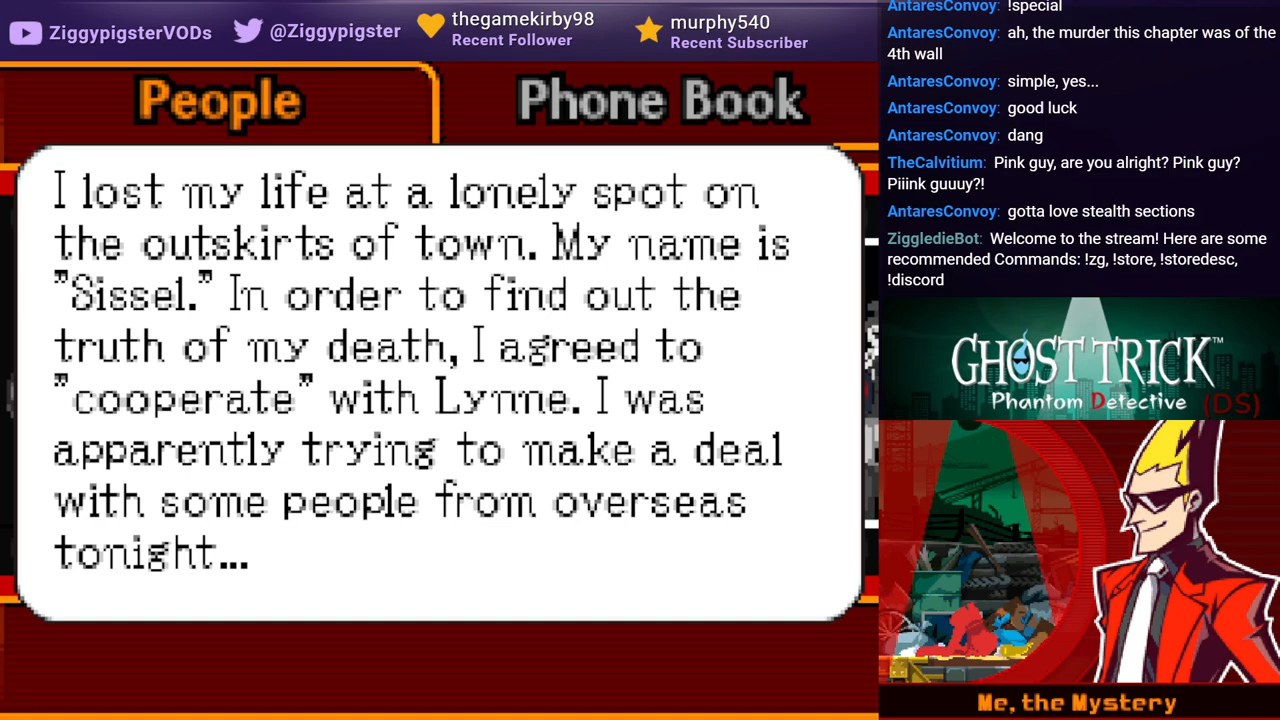 ZiggypigsterVODs
@Ziggypigster
thegamekirby98
Recent Follower
murphy540
Recent Subscriber
People
Phone Book
I lost my life at a lonely spot on
the outskirts of town. My name is
"Sissel." In order to find out the
truth of my death, I agreed to
"cooperate" with Lynne. I was
apparently trying to make a deal
with some people from overseas
tonight...
AntaresConvoy: !special
AntaresConvoy: ah, the murder this chapter was of the
4th wall
AntaresConvoy: simple, yes...
AntaresConvoy: good luck
AntaresConvoy: dang
TheCalvitium: Pink guy, are you alright? Pink guy?
Piiink guuuy?!
AntaresConvoy: gotta love stealth sections
ZiggledieBot: Welcome to the stream! Here are some
recommended Commands: !zg, !store, !storedesc,
!discord
GHOST TRICK™
Phantom Detective (DS)
Me, the Mystery